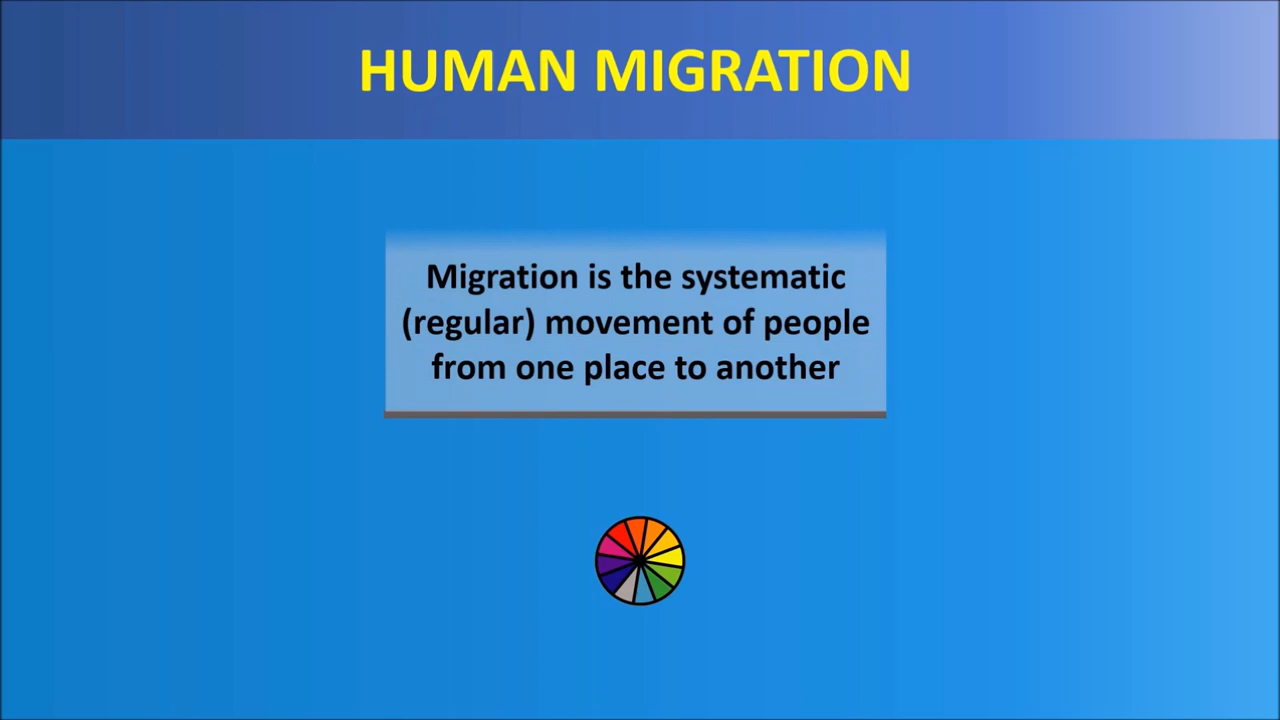 HUMAN MIGRATION
Migration is the systematic
(regular) movement of people
from one place to another